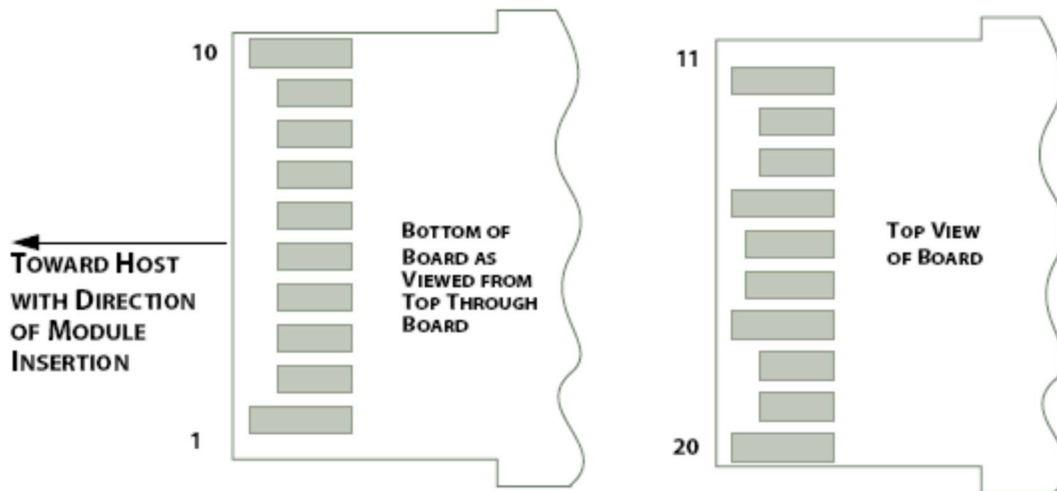 10
1
Toward Host
with Direction
of Module
Insertion
Bottom of
Board as
Viewed from
Top Through
Board
11
20
Top View
of Board